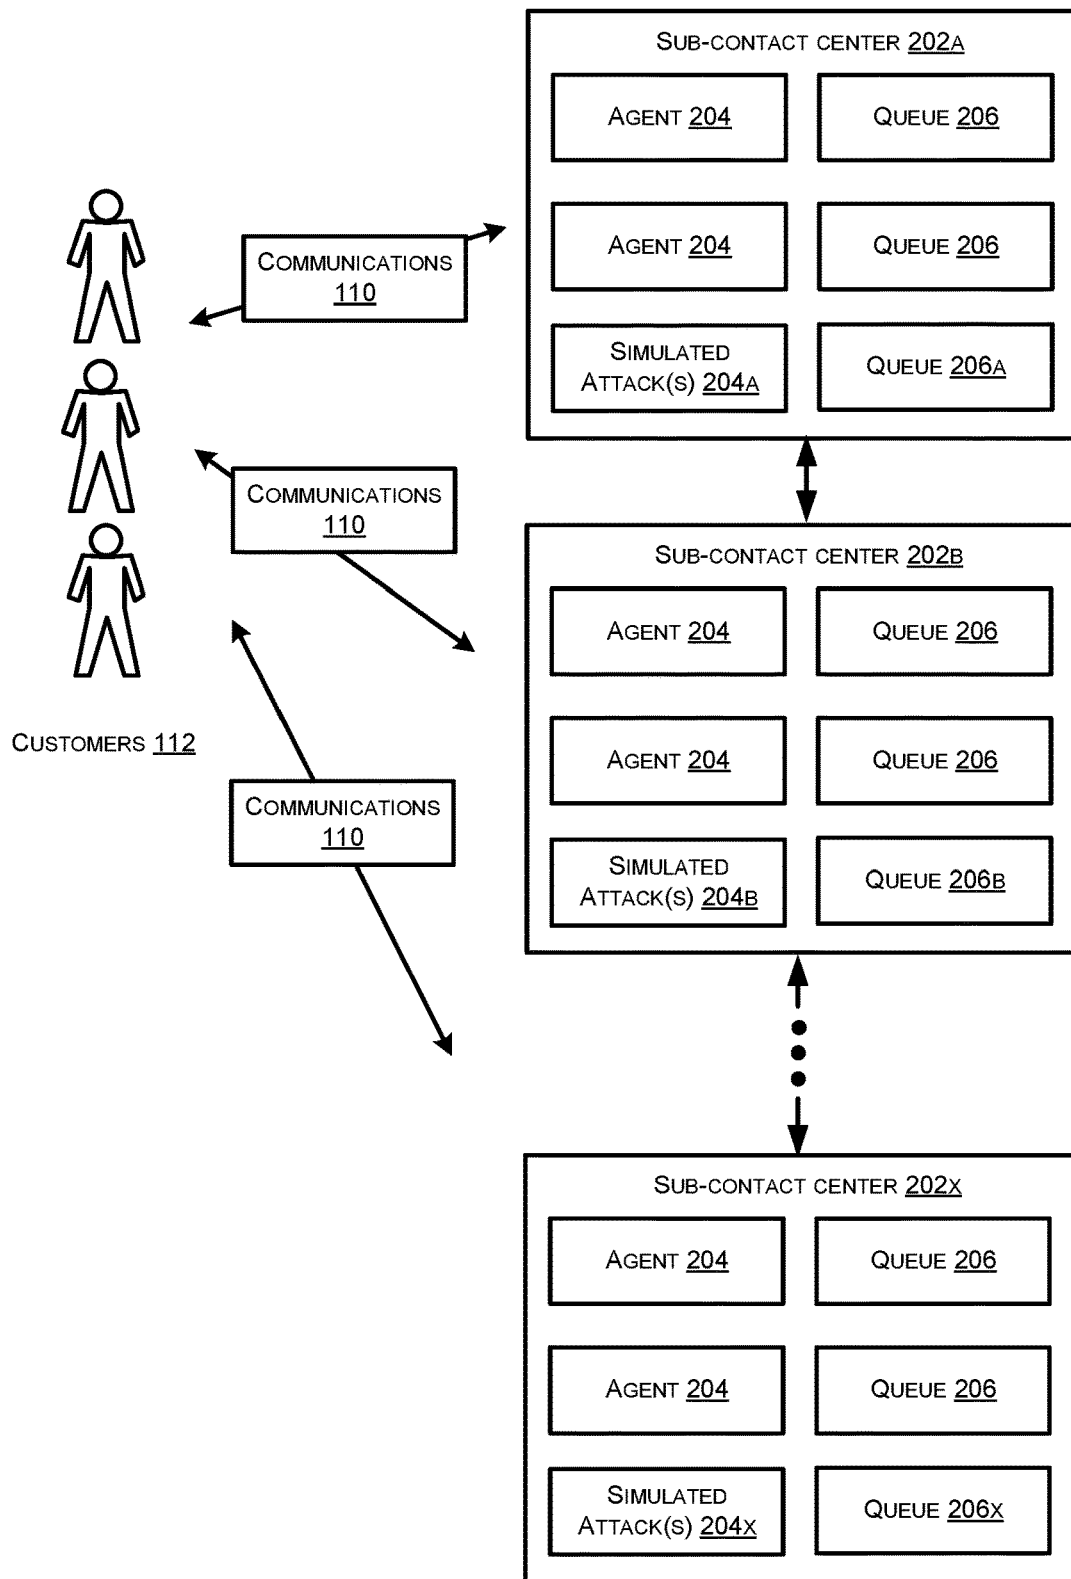 SUB-CONTACT CENTER 202A
AGENT 204
QUEUE 206
AGENT 204
QUEUE 206
SIMULATED
ATTACK(S) 204A
QUEUE 206A
COMMUNICATIONS
110
COMMUNICATIONS
110
COMMUNICATIONS
110
CUSTOMERS 112
SUB-CONTACT CENTER 202B
AGENT 204
QUEUE 206
AGENT 204
QUEUE 206
SIMULATED
ATTACK(S) 204B
QUEUE 206B
SUB-CONTACT CENTER 202X
AGENT 204
QUEUE 206
AGENT 204
QUEUE 206
SIMULATED
ATTACK(S) 204X
QUEUE 206X